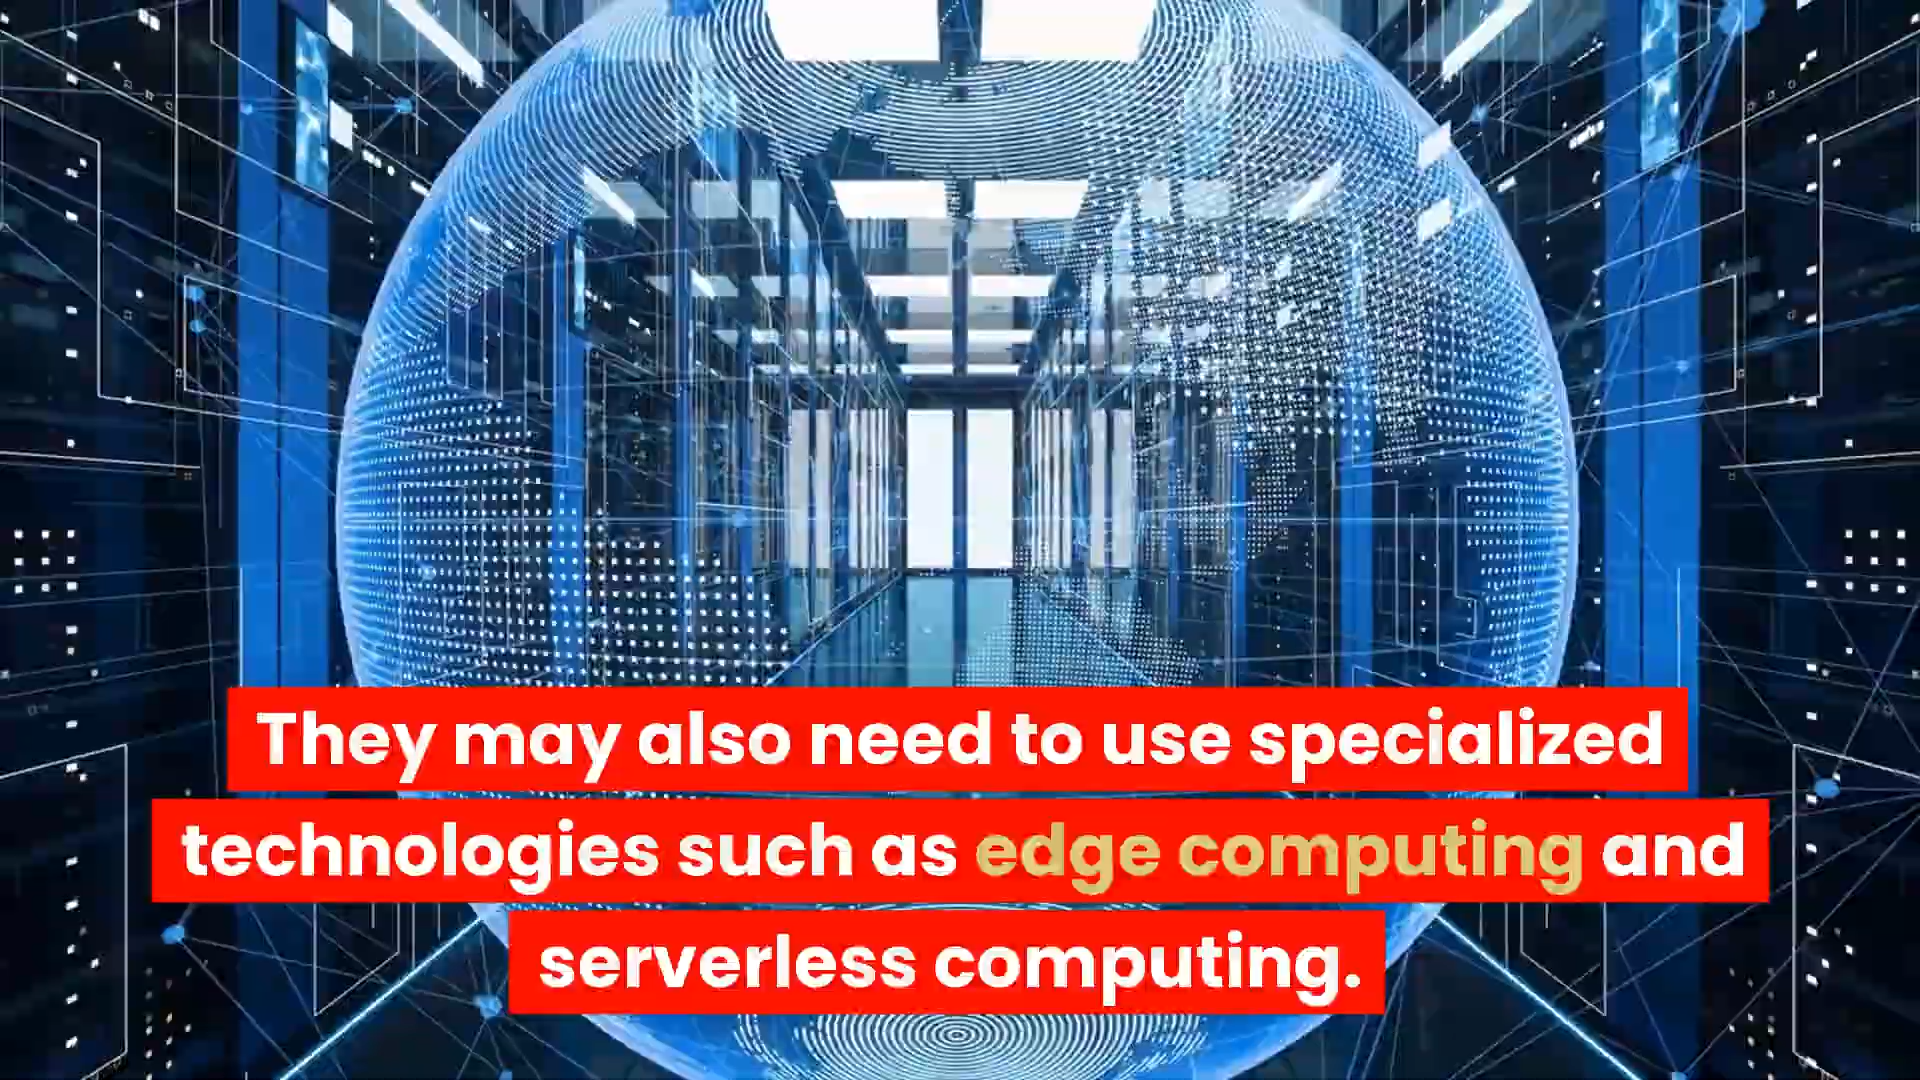 They may also need to use specialized
technologies such as edge computing and
serverless computing.